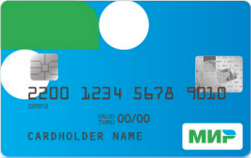 2200 1234 5678 9010
VALID
THRU 00/00
CARDHOLDER NAME
МИР